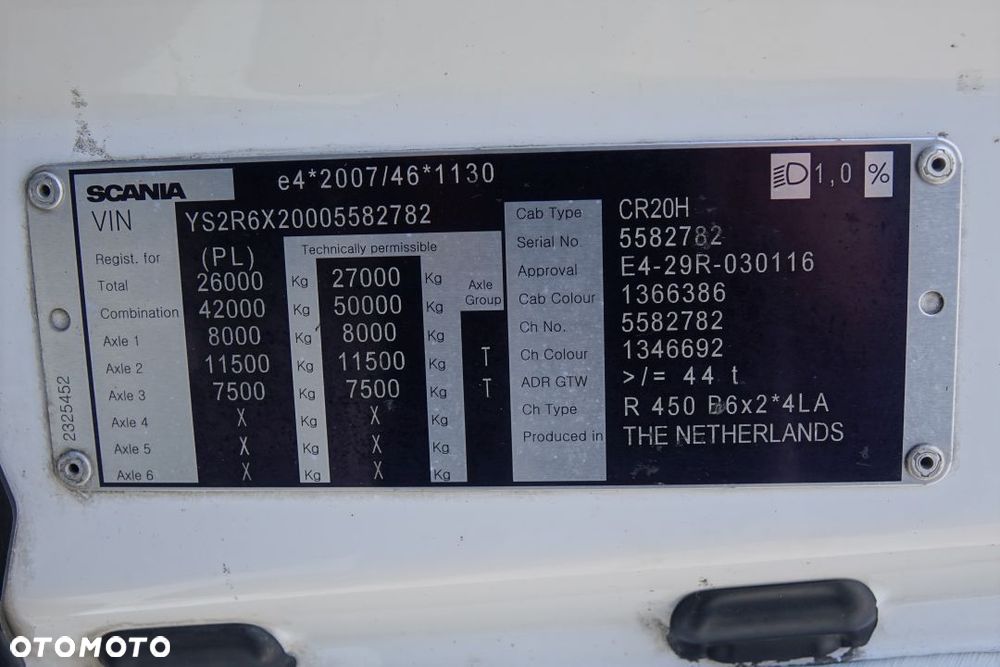 SCANIA e4*2007/46*1130 1,0 %
VIN YS2R6X20005582782
Regist. for (PL) Technically permissible
Total 26000 Kg 27000 Kg Axle Group
Combination 42000 Kg 50000 Kg
Axle 1 8000 Kg 8000 Kg
Axle 2 11500 Kg 11500 Kg T
Axle 3 7500 Kg 7500 Kg T
Axle 4 X Kg X Kg
Axle 5 X Kg X Kg
Axle 6 X Kg X Kg
Cab Type CR20H
Serial No 5582782
Approval E4-29R-030116
Cab Colour 1366386
Ch No. 5582782
Ch Colour 1346692
ADR GTW >/= 44 t
Ch Type R 450 B6x2*4LA
Produced in THE NETHERLANDS
2325452
OTOMOTO